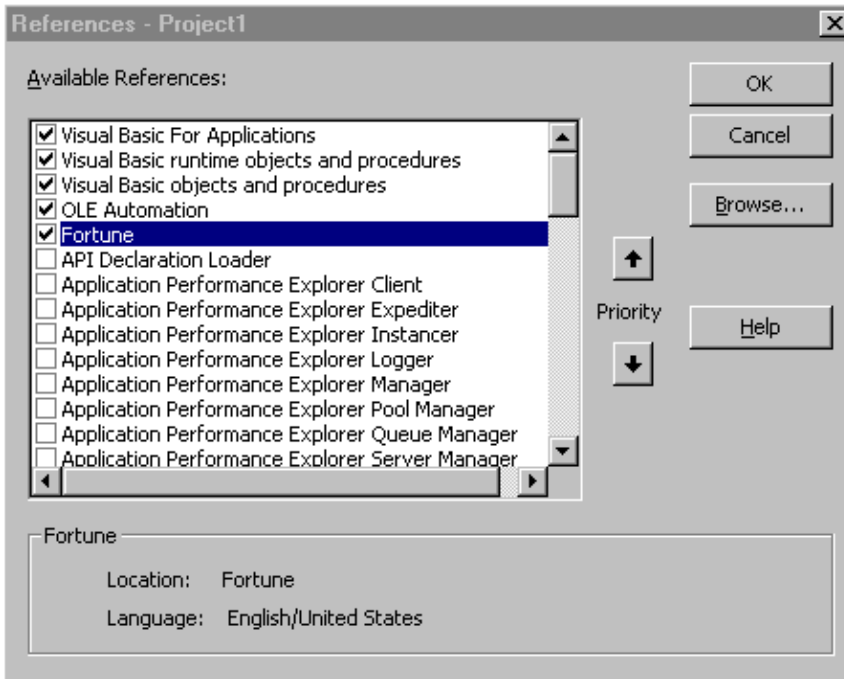 References - Project1
Available References:
OK
Cancel
Browse...
Priority
Help
Visual Basic For Applications
Visual Basic runtime objects and procedures
Visual Basic objects and procedures
OLE Automation
Fortune
API Declaration Loader
Application Performance Explorer Client
Application Performance Explorer Expediter
Application Performance Explorer Instancer
Application Performance Explorer Logger
Application Performance Explorer Manager
Application Performance Explorer Pool Manager
Application Performance Explorer Queue Manager
Application Performance Explorer Server Manager
Fortune
Location: Fortune
Language: English/United States